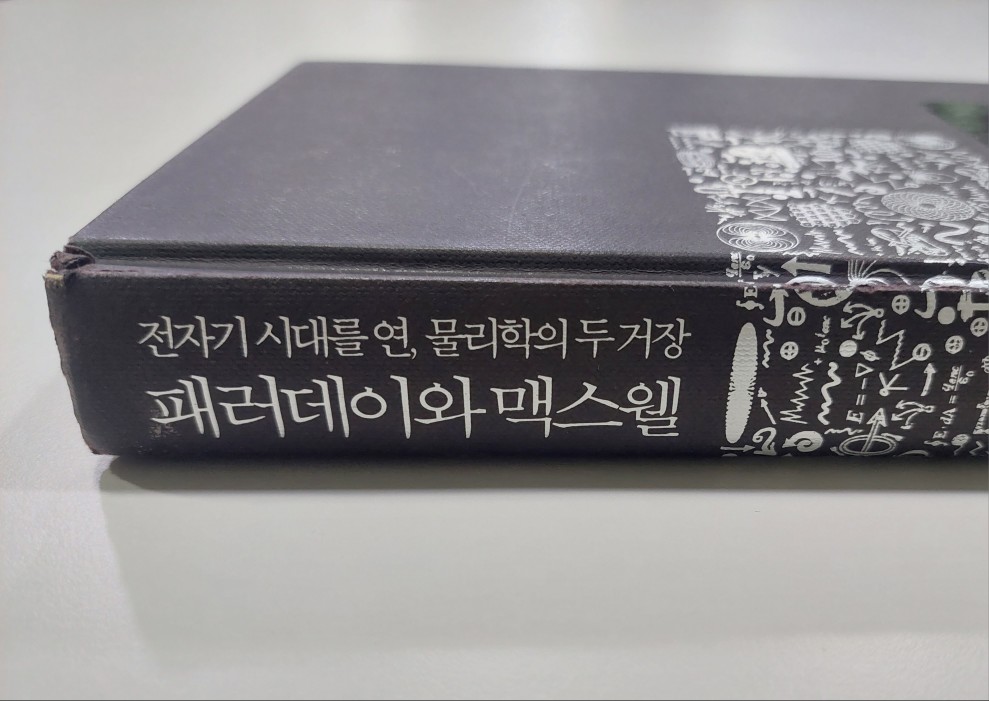 전자기 시대를 연, 물리학의 두 거장
패러데이와 맥스웰